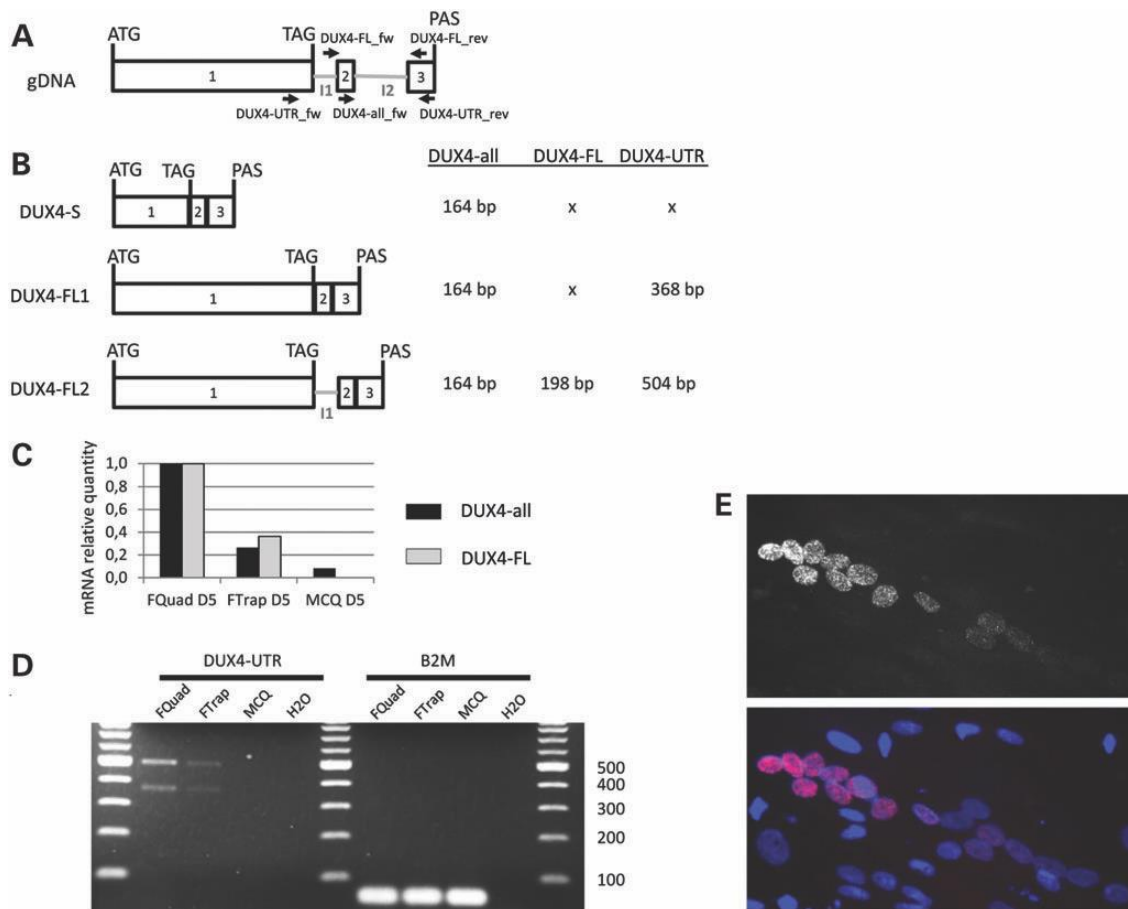 A
ATG
TAG
PAS
DUX4-FL_fw
DUX4-FL_rev
gDNA
1
I1
2
I2
3
DUX4-UTR_fw
DUX4-all_fw
DUX4-UTR_rev
B
DUX4-all DUX4-FL DUX4-UTR
ATG TAG PAS
DUX4-S 1 2 3 164 bp x x
ATG TAG PAS
DUX4-FL1 1 2 3 164 bp x 368 bp
ATG TAG PAS
DUX4-FL2 1 2 3 164 bp 198 bp 504 bp
I1
C
mRNA relative quantity
1,0
0,8
0,6
0,4
0,2
0,0
FQuad D5 FTrap D5 MCQ D5
DUX4-all
DUX4-FL
D
DUX4-UTR B2M
FQuad FTrap MCQ H2O FQuad FTrap MCQ H2O
500
400
300
200
100
E